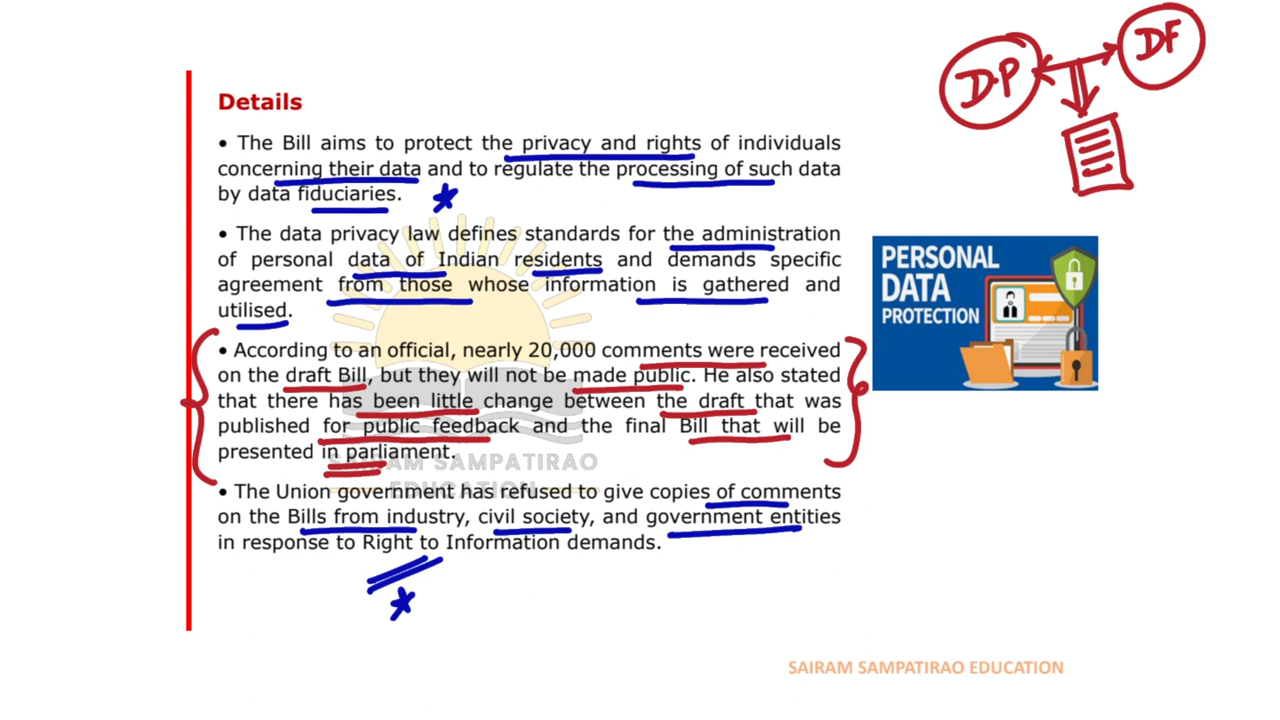 D.P
DF
Details
• The Bill aims to protect the privacy and rights of individuals
concerning their data and to regulate the processing of such data
by data fiduciaries.
• The data privacy law defines standards for the administration
of personal data of Indian residents and demands specific
agreement from those whose information is gathered and
utilised.
• According to an official, nearly 20,000 comments were received
on the draft Bill, but they will not be made public. He also stated
that there has been little change between the draft that was
published for public feedback and the final Bill that will be
presented in parliament.
SAIRAM SAMPATIRAO
EDUCATION
• The Union government has refused to give copies of comments
on the Bills from industry, civil society, and government entities
in response to Right to Information demands.
PERSONAL
DATA
PROTECTION
SAIRAM SAMPATIRAO EDUCATION